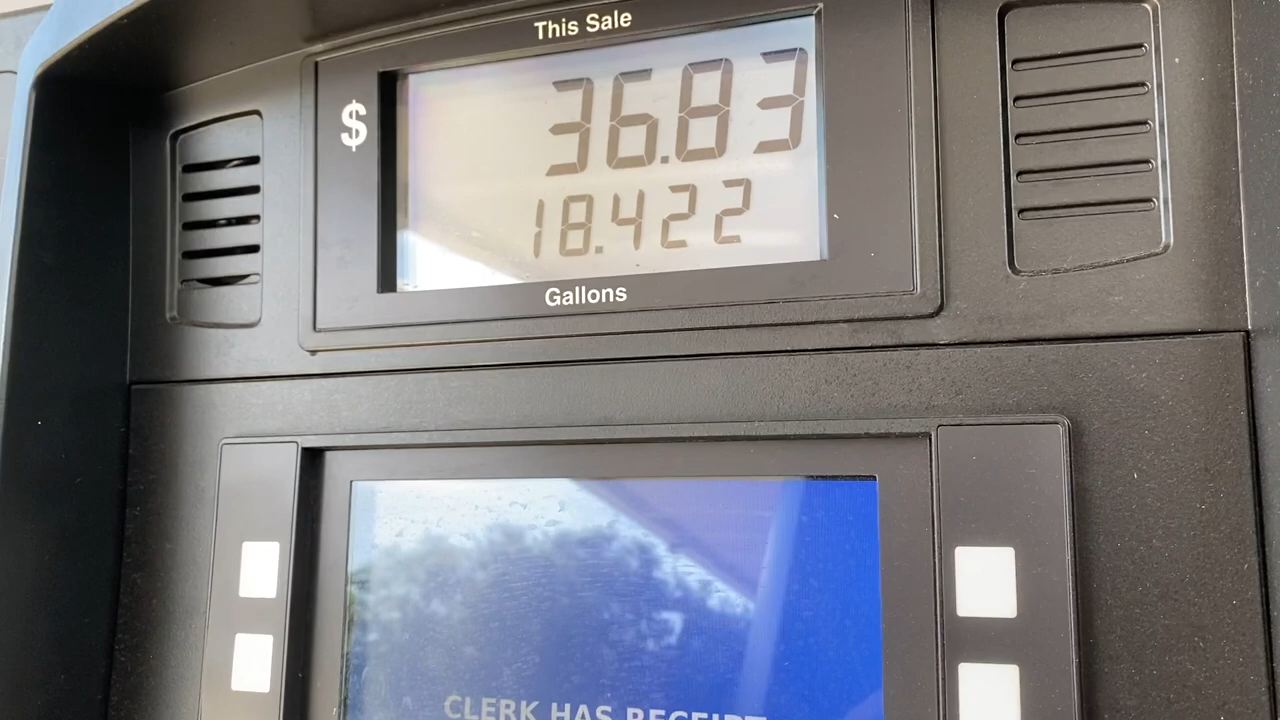 This Sale
$ 36.83
18.422
Gallons
CLERK HAS RECEIPT